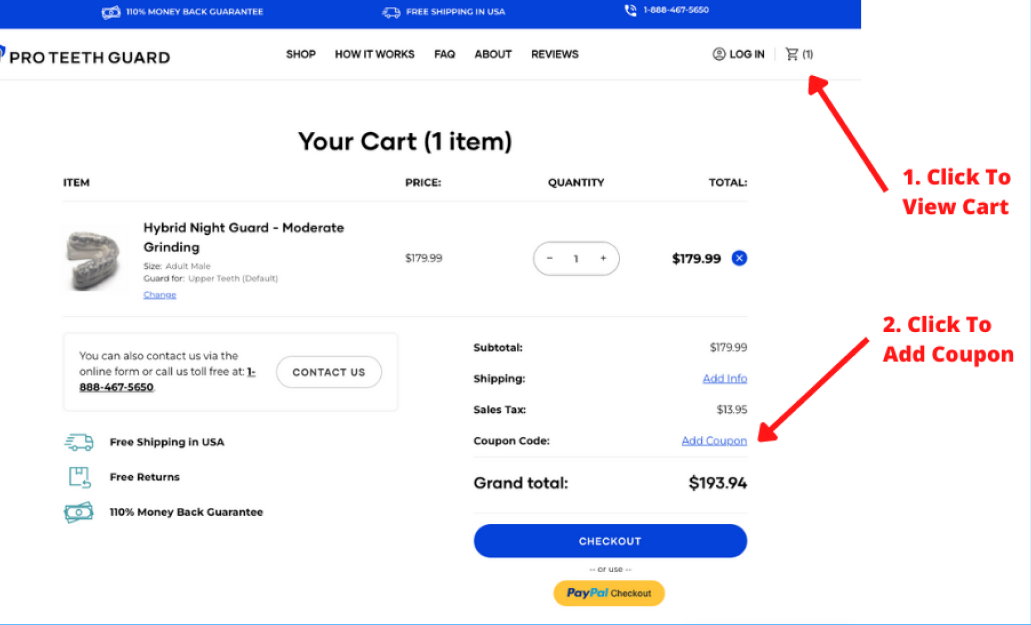 110% MONEY BACK GUARANTEE
FREE SHIPPING IN USA
1-888-467-5650
PRO TEETH GUARD
SHOP HOW IT WORKS FAQ ABOUT REVIEWS
LOG IN (1)
1. Click To
View Cart
Your Cart (1 item)
ITEM PRICE: QUANTITY TOTAL:
Hybrid Night Guard - Moderate
Grinding
Size: Adult Male
Guard for: Upper Teeth (Default)
Change
$179.99
- 1 +
$179.99
2. Click To
Add Coupon
You can also contact us via the
online form or call us toll free at: 1-
888-467-5650.
CONTACT US
Free Shipping in USA
Free Returns
110% Money Back Guarantee
Subtotal: $179.99
Shipping: Add Info
Sales Tax: $13.95
Coupon Code: Add Coupon
Grand total: $193.94
CHECKOUT
-- or use --
PayPal Checkout